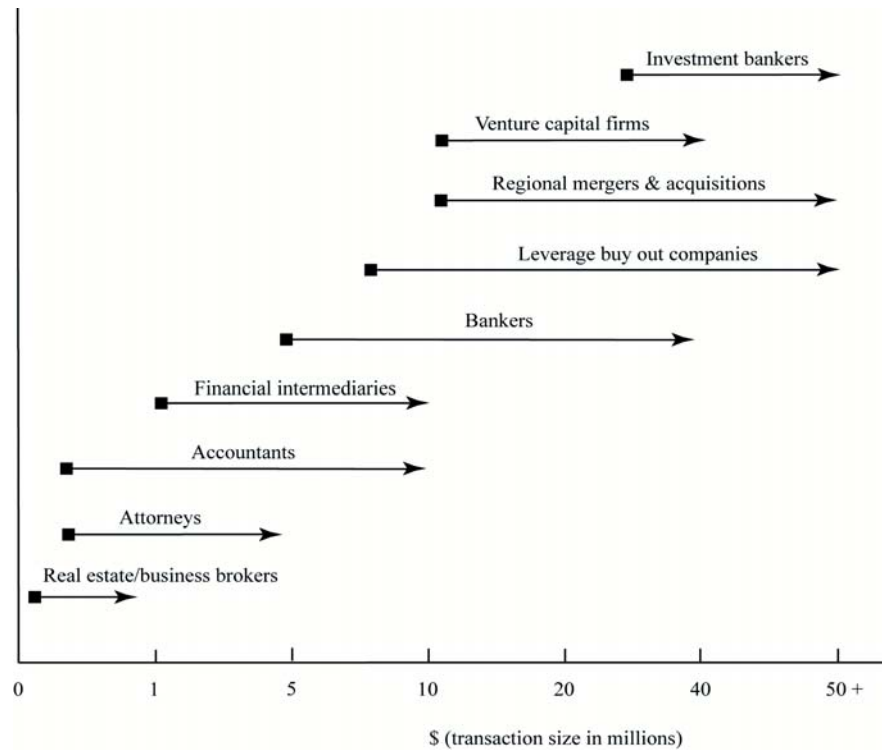 Investment bankers
Venture capital firms
Regional mergers & acquisitions
Leverage buy out companies
Bankers
Financial intermediaries
Accountants
Attorneys
Real estate/business brokers
0 1 5 10 20 40 50 +
$ (transaction size in millions)